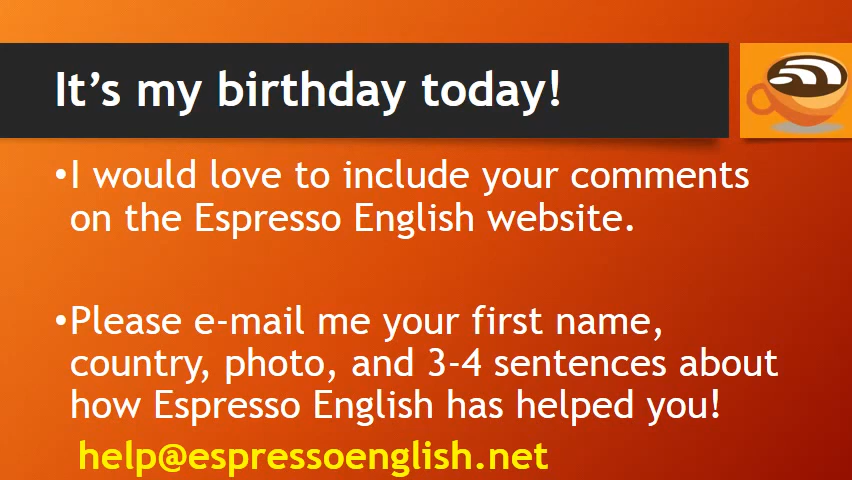 It’s my birthday today!
•I would love to include your comments
on the Espresso English website.
•Please e-mail me your first name,
country, photo, and 3-4 sentences about
how Espresso English has helped you!
help@espressoenglish.net